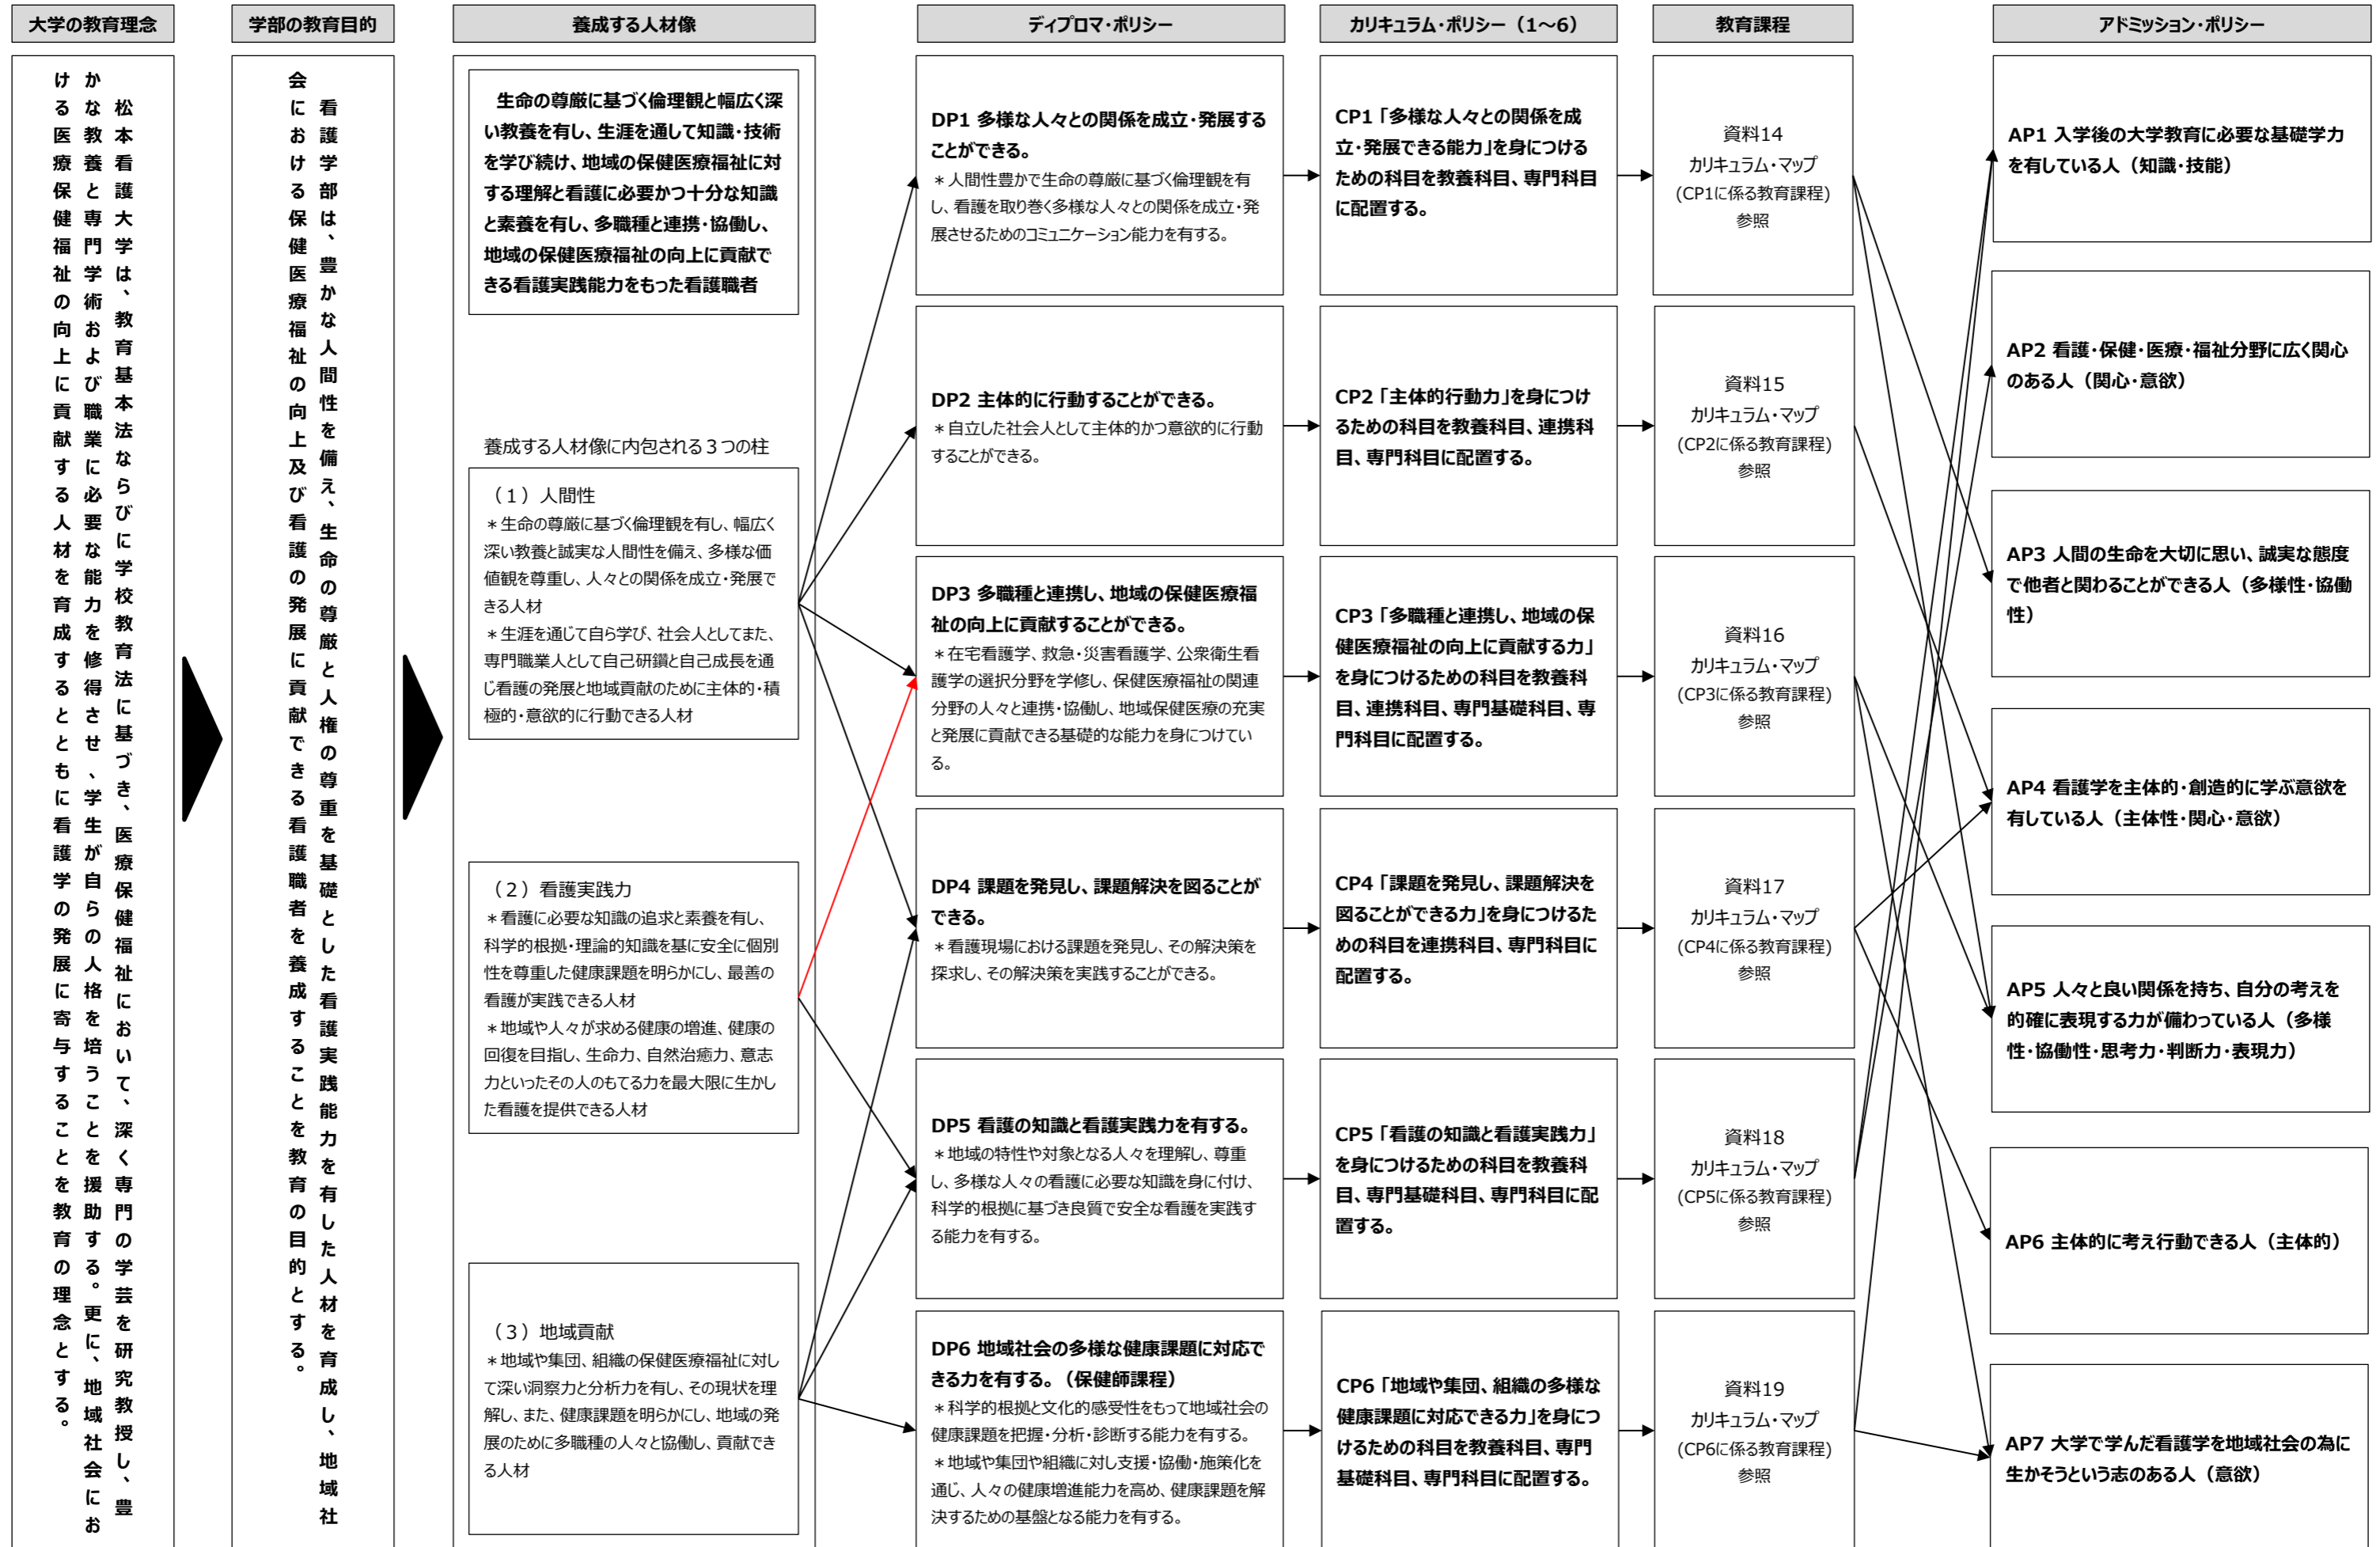 大学の教育理念
松本看護大学は、教育基本法ならびに学校教育法に基づき、医療保健福祉において、深く専門の学芸を研究教授し、豊
かな教養と専門学術および職業に必要な能力を修得させ、学生が自らの人格を培うことを援助する。更に、地域社会にお
ける医療保健福祉の向上に貢献する人材を育成するとともに看護学の発展に寄与することを教育の理念とする。
学部の教育目的
看護学部は、豊かな人間性を備え、生命の尊厳と人権の尊重を基礎とした看護実践能力を有した人材を育成し、地域社
会における保健医療福祉の向上及び看護の発展に貢献できる看護職者を養成することを教育の目的とする。
養成する人材像
生命の尊厳に基づく倫理観と幅広く深
い教養を有し、生涯を通して知識・技術
を学び続け、地域の保健医療福祉に対
する理解と看護に必要かつ十分な知識
と素養を有し、多職種と連携・協働し、
地域の保健医療福祉の向上に貢献で
きる看護実践能力をもった看護職者
養成する人材像に内包される3つの柱
（1）人間性
＊生命の尊厳に基づく倫理観を有し、幅広く
深い教養と誠実な人間性を備え、多様な価
値観を尊重し、人々との関係を成立・発展で
きる人材
＊生涯を通じて自ら学び、社会人としてまた、
専門職業人として自己研鑽と自己成長を通
じ看護の発展と地域貢献のために主体的・積
極的・意欲的に行動できる人材
（2）看護実践力
＊看護に必要な知識の追求と素養を有し、
科学的根拠・理論的知識を基に安全に個別
性を尊重した健康課題を明らかにし、最善の
看護が実践できる人材
＊地域や人々が求める健康の増進、健康の
回復を目指し、生命力、自然治癒力、意志
力といったその人のもてる力を最大限に生かし
た看護を提供できる人材
（3）地域貢献
＊地域や集団、組織の保健医療福祉に対し
て深い洞察力と分析力を有し、その現状を理
解し、また、健康課題を明らかにし、地域の発
展のために多職種の人々と協働し、貢献でき
る人材
ディプロマ・ポリシー
DP1 多様な人々との関係を成立・発展する
ことができる。
＊人間性豊かで生命の尊厳に基づく倫理観を有
し、看護を取り巻く多様な人々との関係を成立・発
展させるためのコミュニケーション能力を有する。
DP2 主体的に行動することができる。
＊自立した社会人として主体的かつ意欲的に行動
することができる。
DP3 多職種と連携し、地域の保健医療福
祉の向上に貢献することができる。
＊在宅看護学、救急・災害看護学、公衆衛生看
護学の選択分野を学修し、保健医療福祉の関連
分野の人々と連携・協働し、地域保健医療の充実
と発展に貢献できる基礎的な能力を身につけてい
る。
DP4 課題を発見し、課題解決を図ることが
できる。
＊看護現場における課題を発見し、その解決策を
探求し、その解決策を実践することができる。
DP5 看護の知識と看護実践力を有する。
＊地域の特性や対象となる人々を理解し、尊重
し、多様な人々の看護に必要な知識を身に付け、
科学的根拠に基づき良質で安全な看護を実践す
る能力を有する。
DP6 地域社会の多様な健康課題に対応で
きる力を有する。（保健師課程）
＊科学的根拠と文化的感受性をもって地域社会の
健康課題を把握・分析・診断する能力を有する。
＊地域や集団や組織に対し支援・協働・施策化を
通じ、人々の健康増進能力を高め、健康課題を解
決するための基盤となる能力を有する。
カリキュラム・ポリシー（1～6）
CP1「多様な人々との関係を成
立・発展できる能力」を身につける
ための科目を教養科目、専門科目
に配置する。
CP2「主体的行動力」を身につけ
るための科目を教養科目、連携科
目、専門科目に配置する。
CP3「多職種と連携し、地域の保
健医療福祉の向上に貢献する力」
を身につけるための科目を教養科
目、連携科目、専門基礎科目、専
門科目に配置する。
CP4「課題を発見し、課題解決を
図ることができる力」を身につけるた
めの科目を連携科目、専門科目に
配置する。
CP5「看護の知識と看護実践力」
を身につけるための科目を教養科
目、専門基礎科目、専門科目に配
置する。
CP6「地域や集団、組織の多様な
健康課題に対応できる力」を身につ
けるための科目を教養科目、専門
基礎科目、専門科目に配置する。
教育課程
資料14
カリキュラム・マップ
(CP1に係る教育課程)
参照
資料15
カリキュラム・マップ
(CP2に係る教育課程)
参照
資料16
カリキュラム・マップ
(CP3に係る教育課程)
参照
資料17
カリキュラム・マップ
(CP4に係る教育課程)
参照
資料18
カリキュラム・マップ
(CP5に係る教育課程)
参照
資料19
カリキュラム・マップ
(CP6に係る教育課程)
参照
アドミッション・ポリシー
AP1 入学後の大学教育に必要な基礎学力
を有している人（知識・技能）
AP2 看護・保健・医療・福祉分野に広く関心
のある人（関心・意欲）
AP3 人間の生命を大切に思い、誠実な態度
で他者と関わることができる人（多様性・協働
性）
AP4 看護学を主体的・創造的に学ぶ意欲を
有している人（主体性・関心・意欲）
AP5 人々と良い関係を持ち、自分の考えを
的確に表現する力が備わっている人（多様
性・協働性・思考力・判断力・表現力）
AP6 主体的に考え行動できる人（主体的）
AP7 大学で学んだ看護学を地域社会の為に
生かそうという志のある人（意欲）